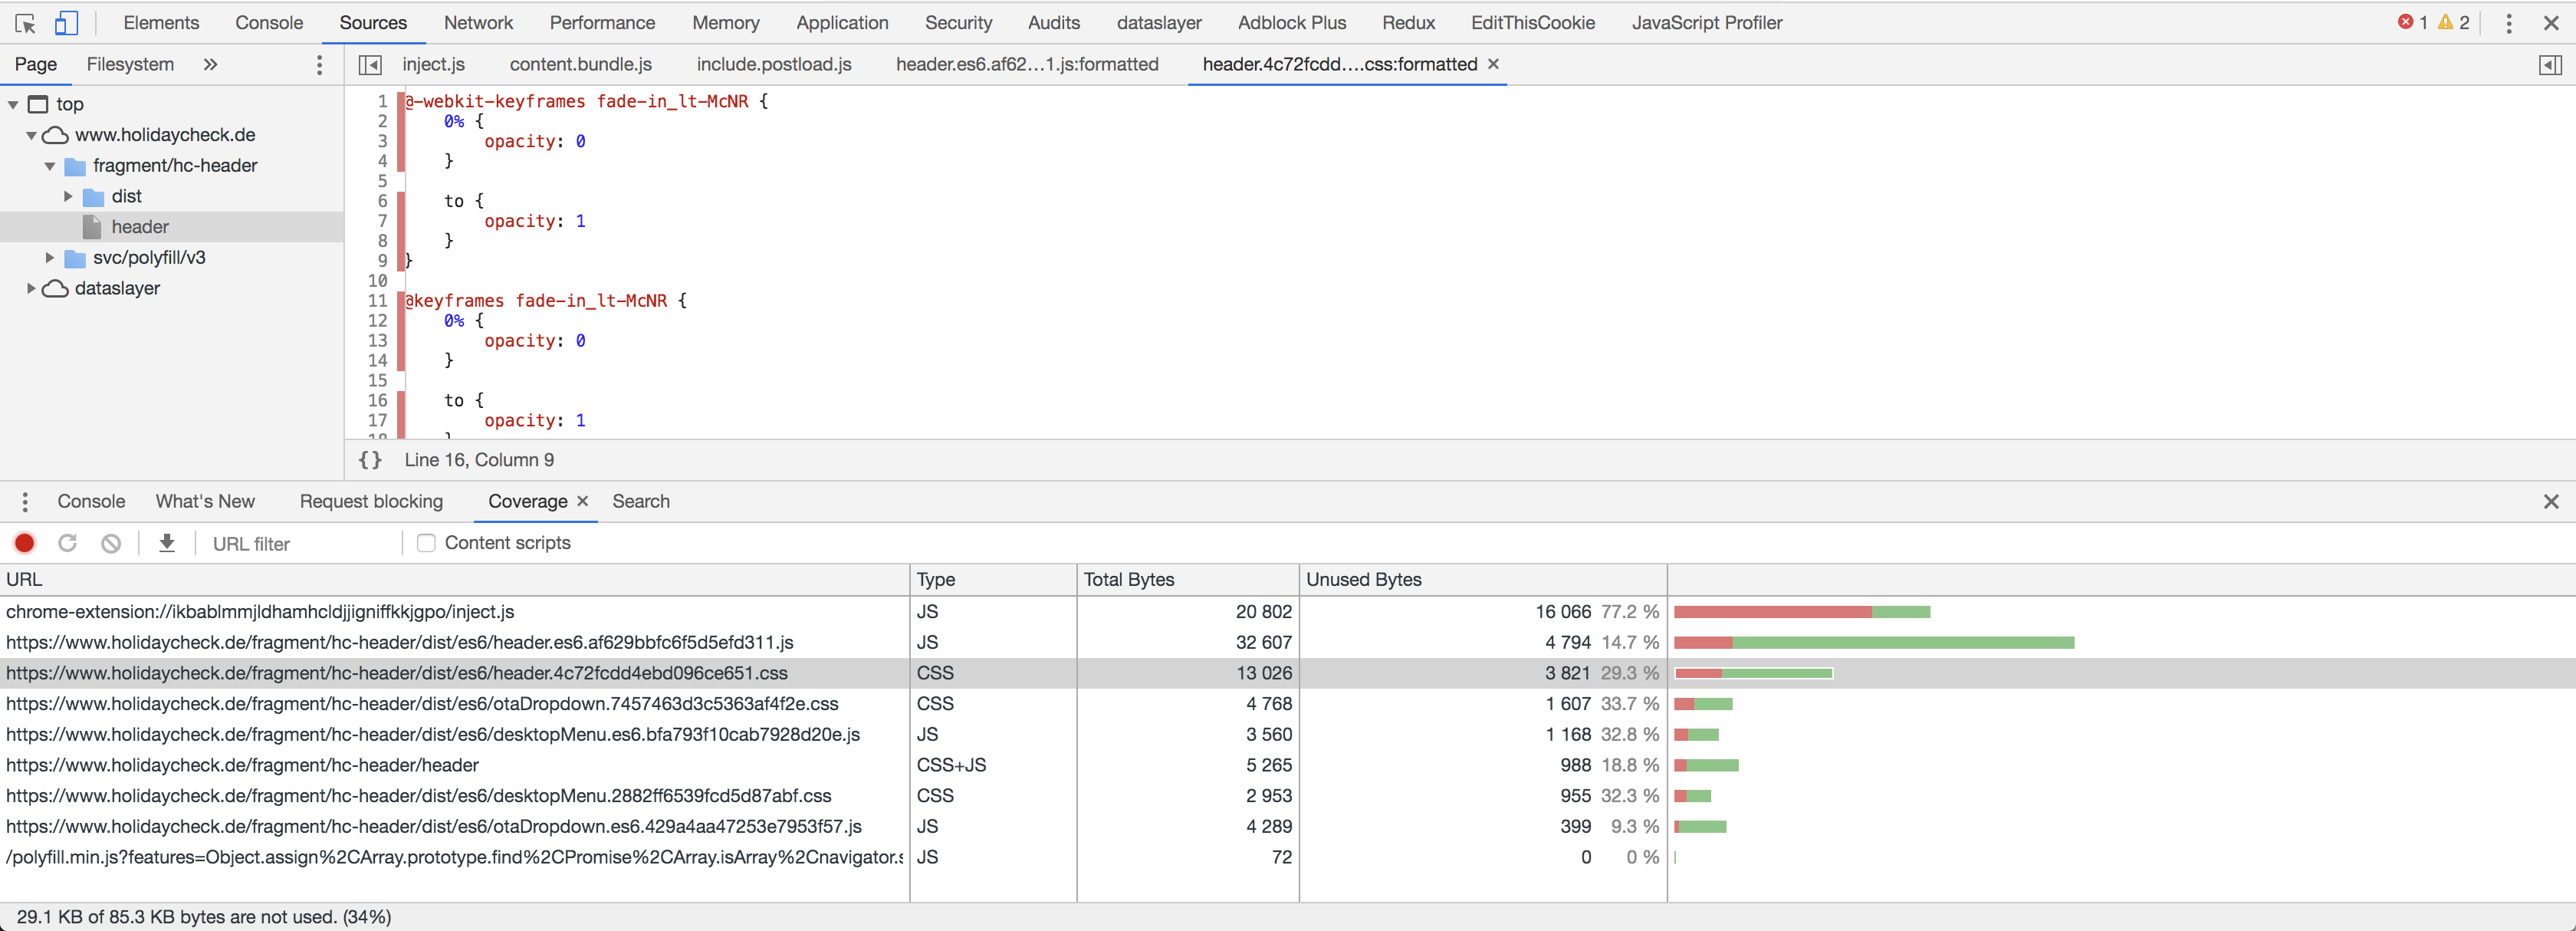 Elements Console Sources Network Performance Memory Application Security Audits dataslayer Adblock Plus Redux EditThisCookie JavaScript Profiler 1 2
Page Filesystem » inject.js content.bundle.js include.postload.js header.es6.af62...1.js:formatted header.4c72fcdd....css:formatted ×
top
www.holidaycheck.de
fragment/hc-header
dist
header
svc/polyfill/v3
dataslayer
1 @-webkit-keyframes fade-in_lt-McNR {
2 0% {
3 opacity: 0
4 }
5
6 to {
7 opacity: 1
8 }
9 }
10
11 @keyframes fade-in_lt-McNR {
12 0% {
13 opacity: 0
14 }
15
16 to {
17 opacity: 1
18 }
{} Line 16, Column 9
Console What's New Request blocking Coverage × Search
URL filter Content scripts
URL Type Total Bytes Unused Bytes
chrome-extension://ikbablmmjldhamhcldjjigniffkkjgpo/inject.js JS 20 802 16 066 77.2 %
https://www.holidaycheck.de/fragment/hc-header/dist/es6/header.es6.af629bbfc6f5d5efd311.js JS 32 607 4 794 14.7 %
https://www.holidaycheck.de/fragment/hc-header/dist/es6/header.4c72fcdd4ebd096ce651.css CSS 13 026 3 821 29.3 %
https://www.holidaycheck.de/fragment/hc-header/dist/es6/otaDropdown.7457463d3c5363af4f2e.css CSS 4 768 1 607 33.7 %
https://www.holidaycheck.de/fragment/hc-header/dist/es6/desktopMenu.es6.bfa793f10cab7928d20e.js JS 3 560 1 168 32.8 %
https://www.holidaycheck.de/fragment/hc-header/header CSS+JS 5 265 988 18.8 %
https://www.holidaycheck.de/fragment/hc-header/dist/es6/desktopMenu.2882ff6539fcd5d87abf.css CSS 2 953 955 32.3 %
https://www.holidaycheck.de/fragment/hc-header/dist/es6/otaDropdown.es6.429a4aa47253e7953f57.js JS 4 289 399 9.3 %
/polyfill.min.js?features=Object.assign%2CArray.prototype.find%2CPromise%2CArray.isArray%2Cnavigator.s JS 72 0 0 %
29.1 KB of 85.3 KB bytes are not used. (34%)